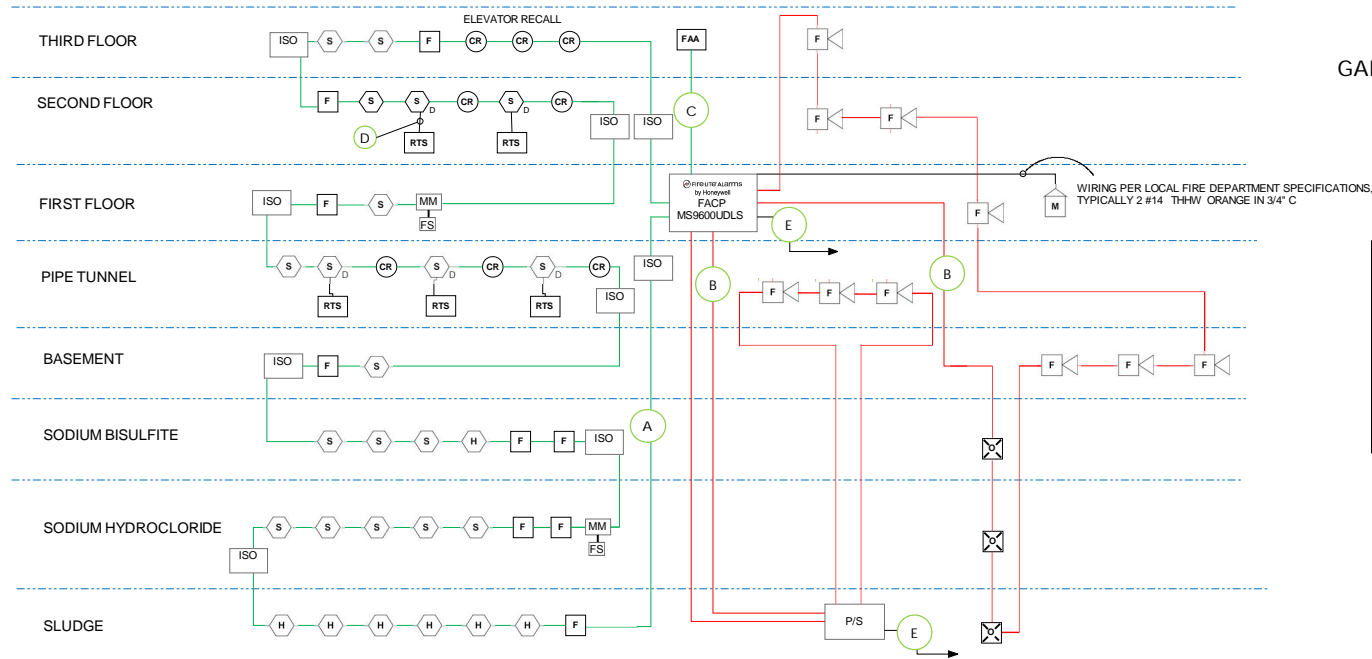 ELEVATOR RECALL
THIRD FLOOR
ISO
S
S
F
CR
CR
CR
FAA
F
GAI
SECOND FLOOR
F
S
S
D
CR
S
D
CR
D
RTS
RTS
ISO
ISO
C
F
F
FIRST FLOOR
ISO
F
S
MM
FS
FIRE•LITE ALARMS
by Honeywell
FACP
MS9600UDLS
E
F
M
WIRING PER LOCAL FIRE DEPARTMENT SPECIFICATIONS,
TYPICALLY 2 #14 THHW ORANGE IN 3/4" C
PIPE TUNNEL
S
S
D
CR
S
D
CR
S
D
CR
RTS
RTS
RTS
ISO
ISO
B
F
F
F
B
BASEMENT
ISO
F
S
F
F
F
SODIUM BISULFITE
S
S
S
H
F
F
ISO
A
SODIUM HYDROCLORIDE
S
S
S
S
S
F
F
MM
FS
ISO
SLUDGE
H
H
H
H
H
H
F
P/S
E